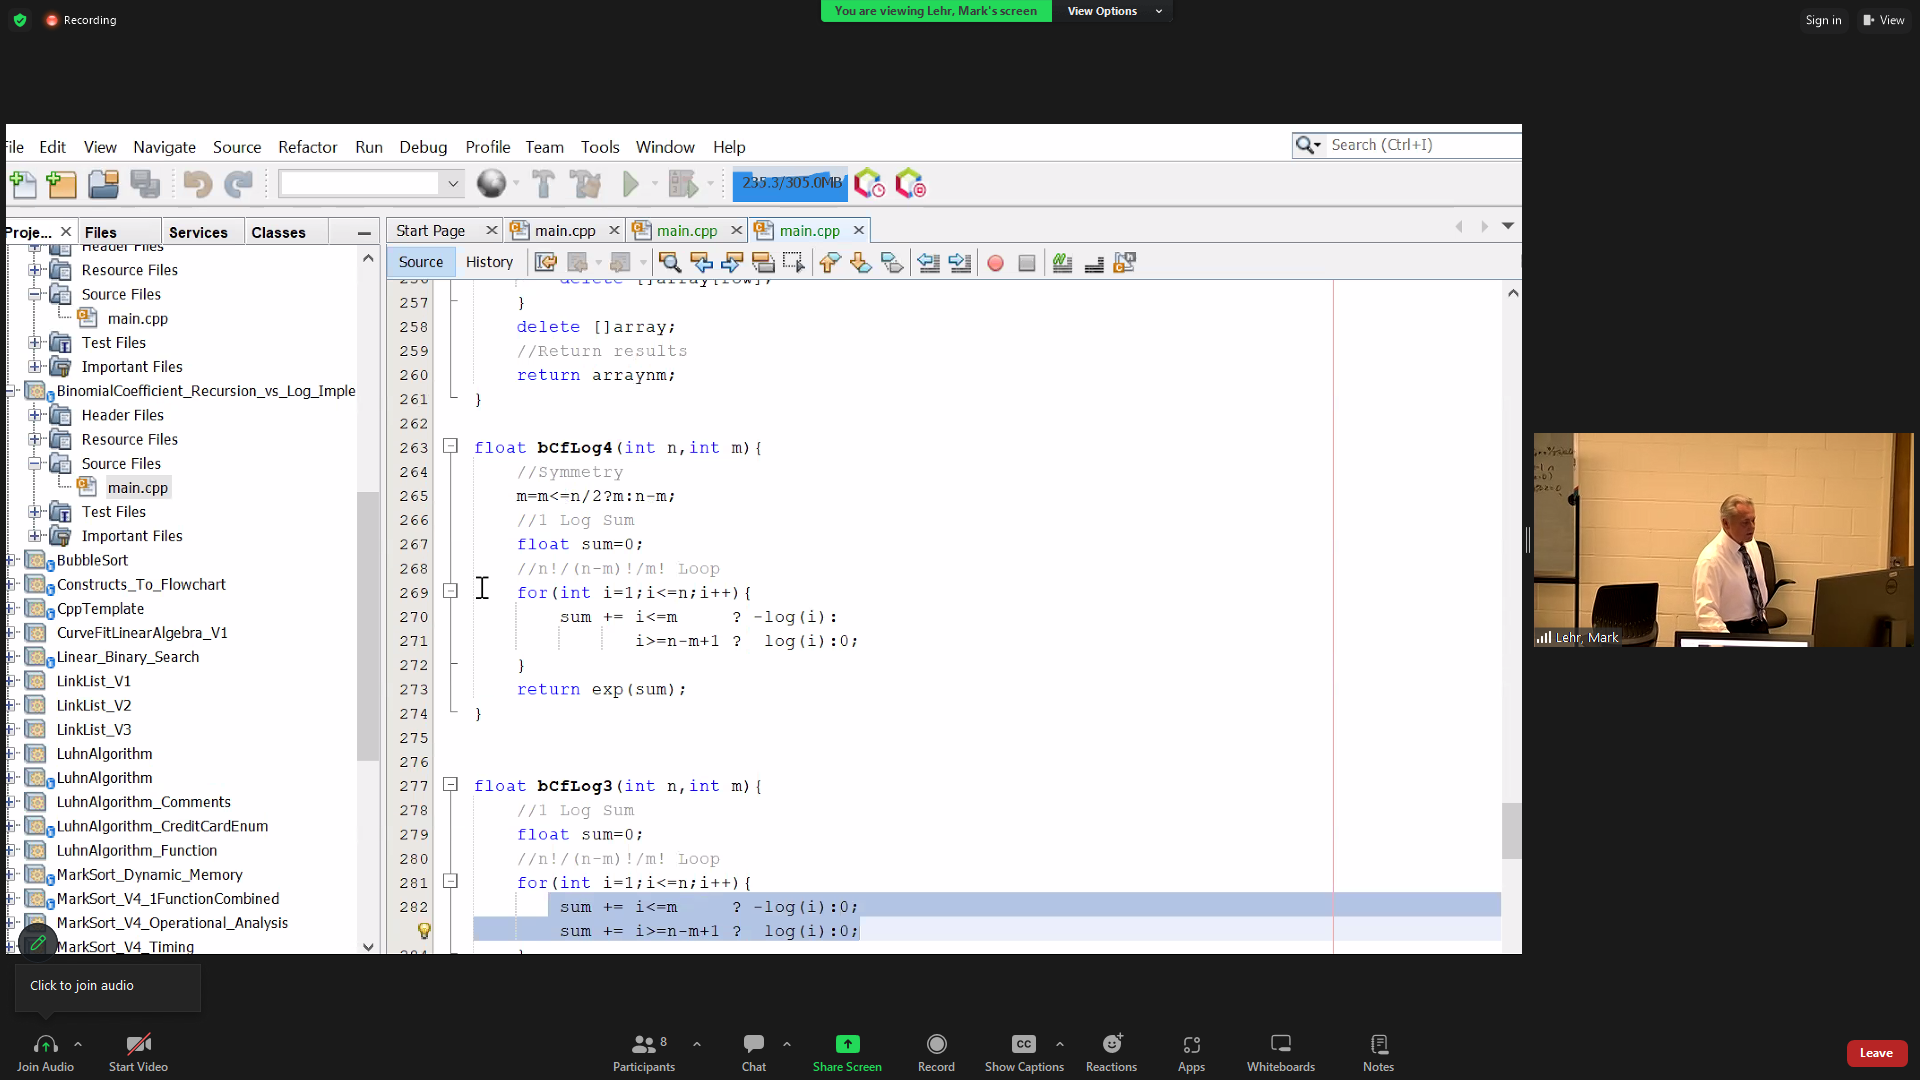 Recording
You are viewing Lehr, Mark's screen
View Options
Sign in
View
File Edit View Navigate Source Refactor Run Debug Profile Team Tools Window Help
Search (Ctrl+I)
235.3/305.0MB
Proje... Files Services Classes
Start Page main.cpp main.cpp main.cpp
Source History
Header Files
Resource Files
Source Files
main.cpp
Test Files
Important Files
BinomialCoefficient_Recursion_vs_Log_Imple
Header Files
Resource Files
Source Files
main.cpp
Test Files
Important Files
BubbleSort
Constructs_To_Flowchart
CppTemplate
CurveFitLinearAlgebra_V1
Linear_Binary_Search
LinkList_V1
LinkList_V2
LinkList_V3
LuhnAlgorithm
LuhnAlgorithm
LuhnAlgorithm_Comments
LuhnAlgorithm_CreditCardEnum
LuhnAlgorithm_Function
MarkSort_Dynamic_Memory
MarkSort_V4_1FunctionCombined
MarkSort_V4_Operational_Analysis
MarkSort_V4_Timing
256 delete []array[row];
257 }
258 delete []array;
259 //Return results
260 return arraynm;
261 }
262
263 float bCfLog4(int n,int m){
264 //Symmetry
265 m=m<=n/2?m:n-m;
266 //1 Log Sum
267 float sum=0;
268 //n!/(n-m)!/m! Loop
269 for(int i=1;i<=n;i++){
270 sum += i<=m ? -log(i):
271 i>=n-m+1 ? log(i):0;
272 }
273 return exp(sum);
274 }
275
276
277 float bCfLog3(int n,int m){
278 //1 Log Sum
279 float sum=0;
280 //n!/(n-m)!/m! Loop
281 for(int i=1;i<=n;i++){
282 sum += i<=m ? -log(i):0;
sum += i>=n-m+1 ? log(i):0;
284 }
Lehr, Mark
Click to join audio
Join Audio
Start Video
8
Participants
Chat
Share Screen
Record
CC
Show Captions
Reactions
Apps
Whiteboards
Notes
Leave